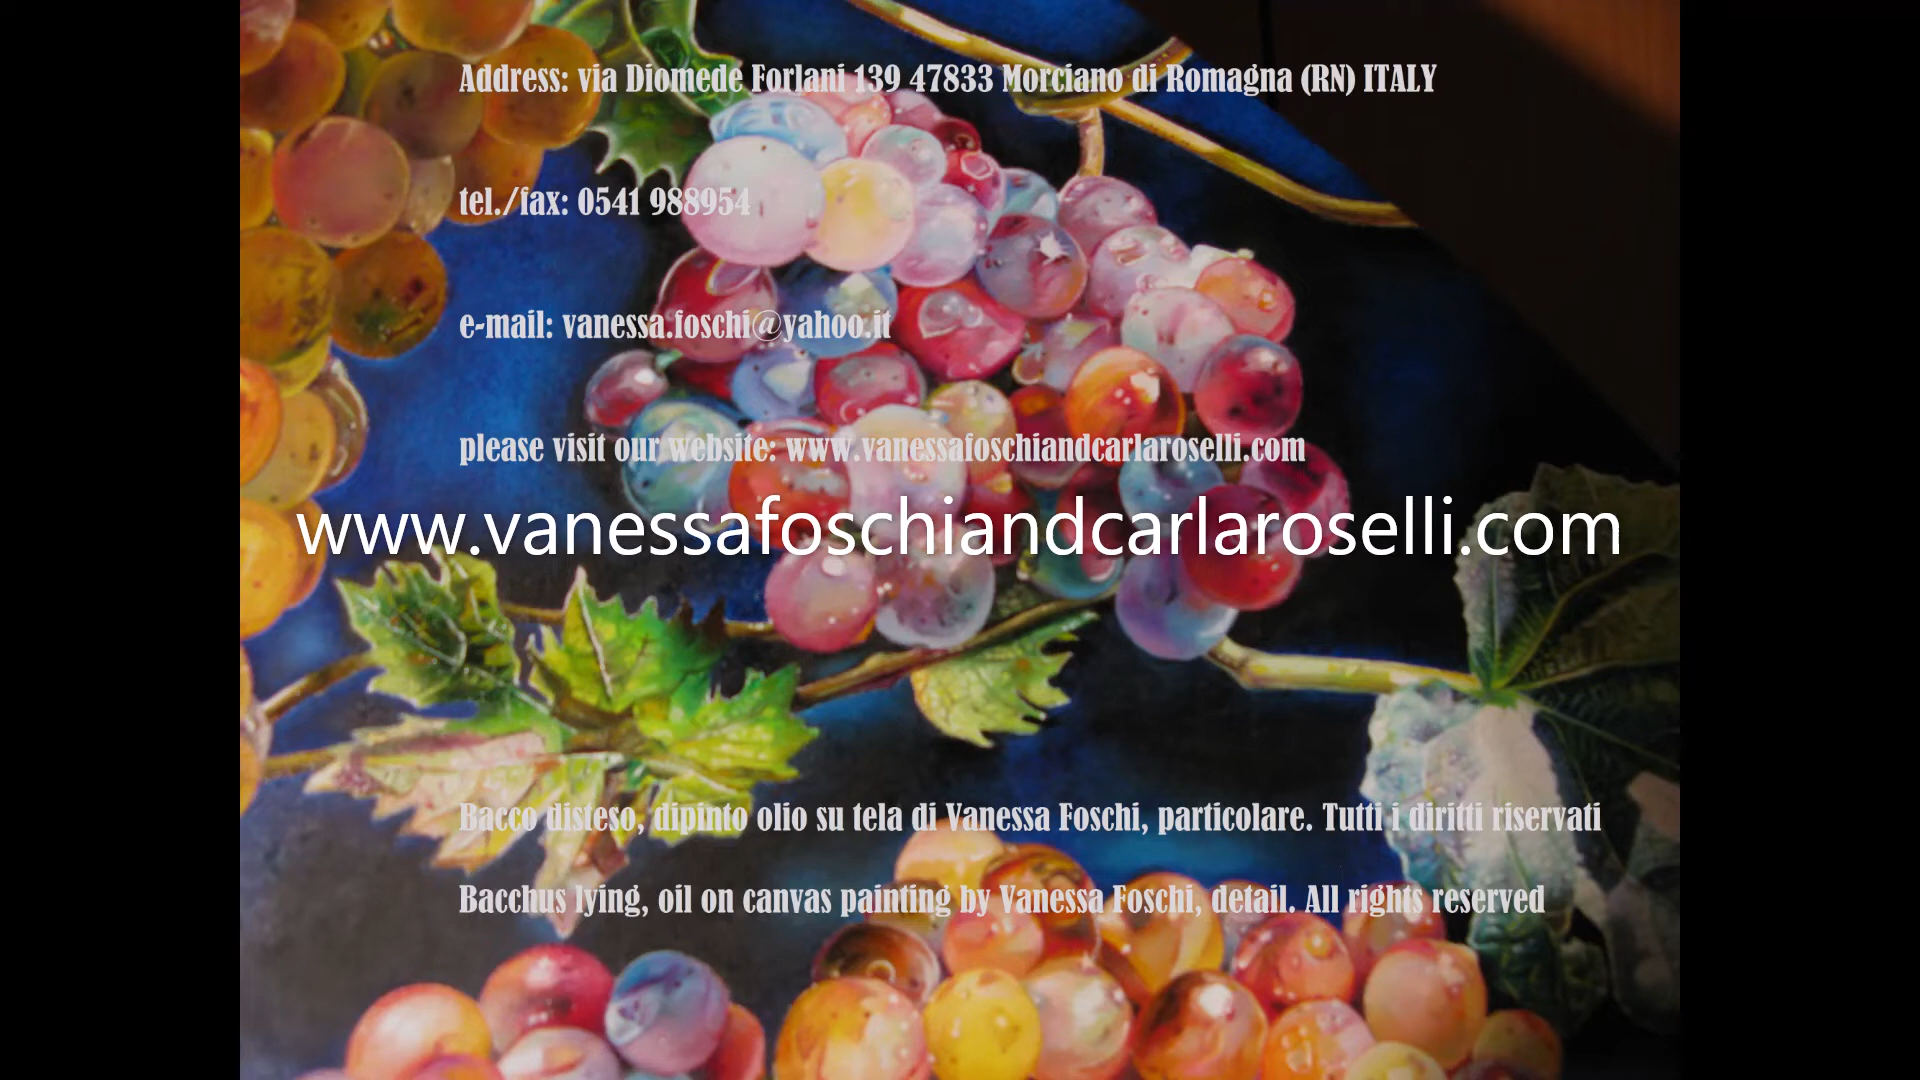 Address: via Diomede Forlani 139 47833 Morciano di Romagna (RN) ITALY
tel./fax: 0541 988954
e-mail: vanessa.foschi@yahoo.it
please visit our website: www.vanessafoschiandcarlaroselli.com
www.vanessafoschiandcarlaroselli.com
Bacco disteso, dipinto olio su tela di Vanessa Foschi, particolare. Tutti i diritti riservati
Bacchus lying, oil on canvas painting by Vanessa Foschi, detail. All rights reserved